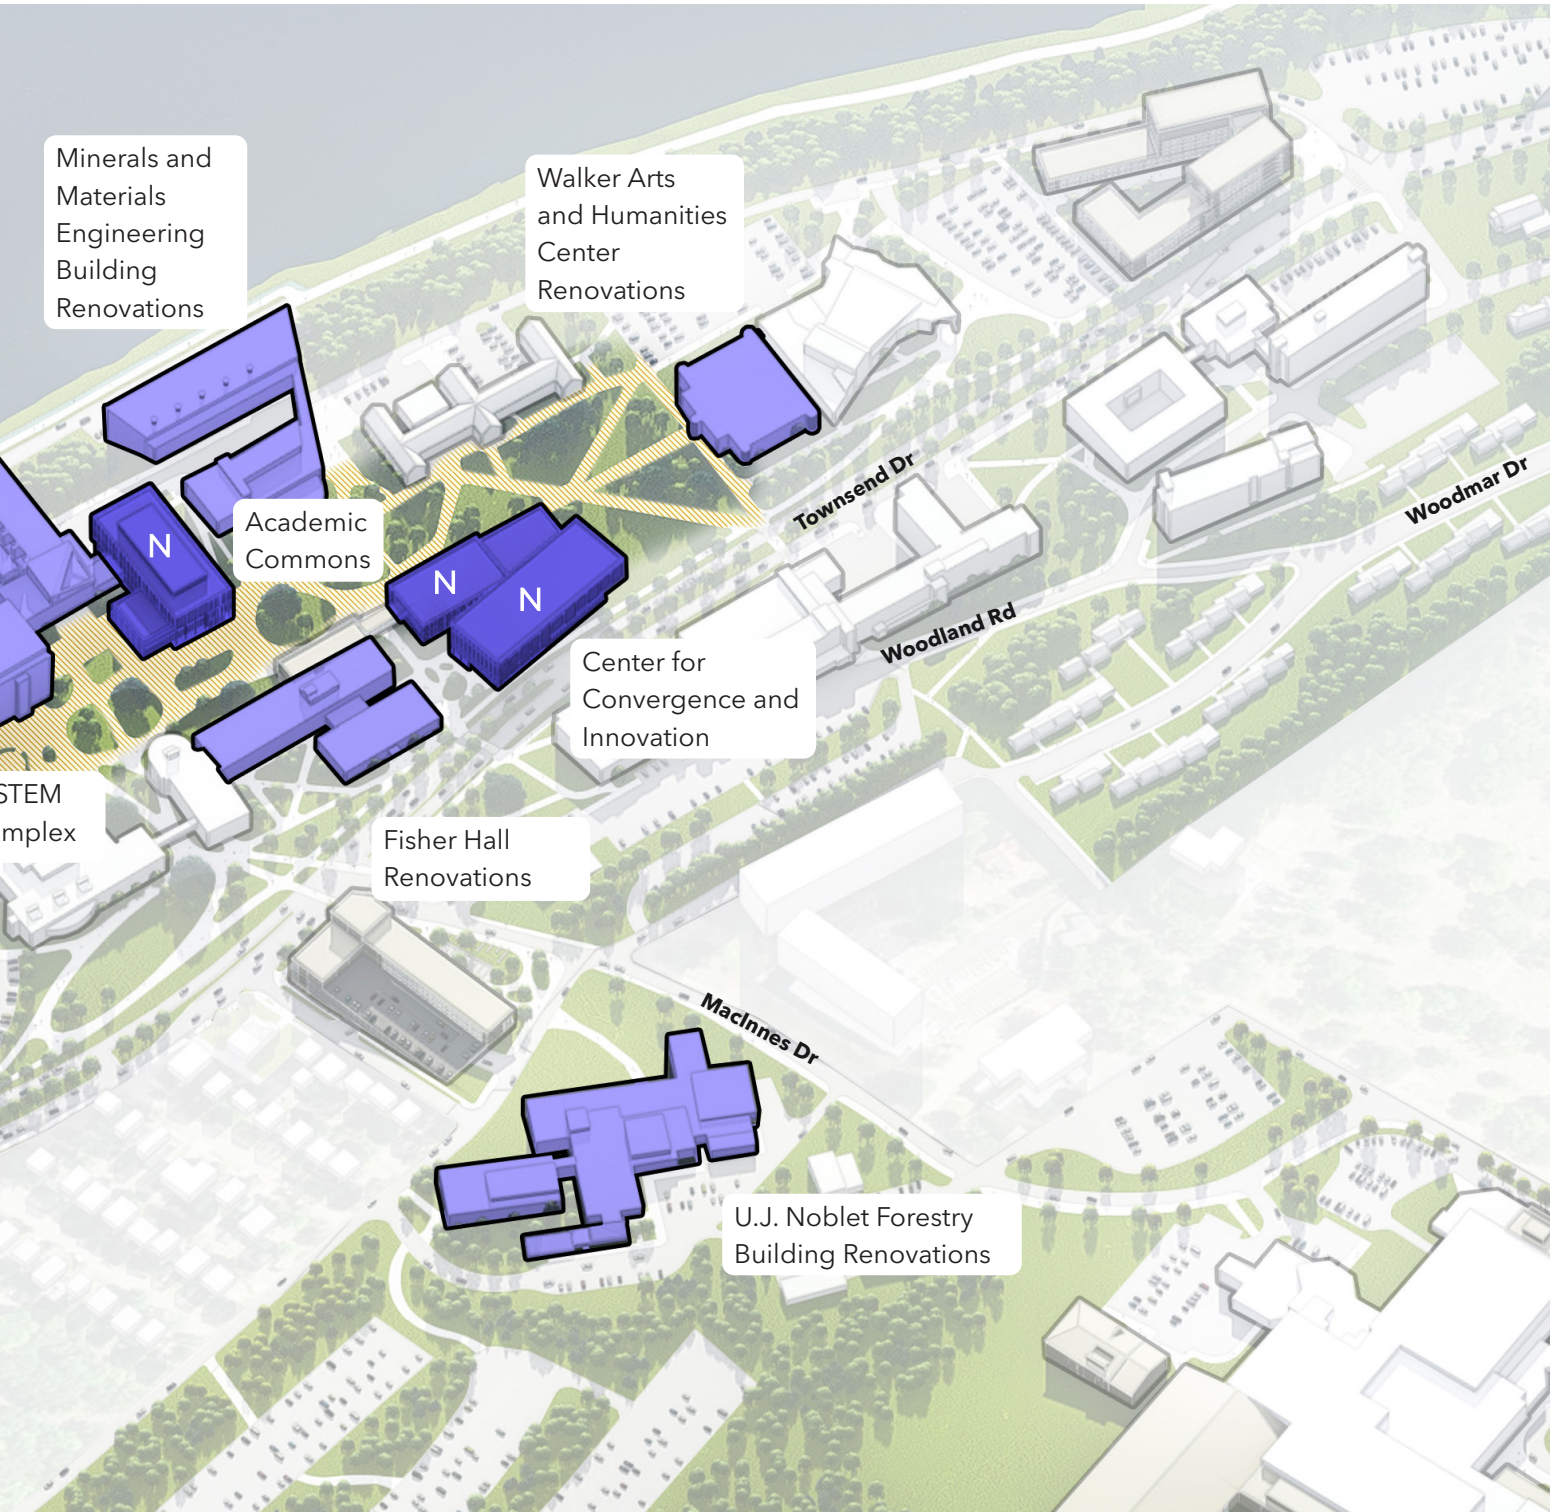 Minerals and
Materials
Engineering
Building
Renovations
Walker Arts
and Humanities
Center
Renovations
Townsend Dr
Woodmar Dr
Academic
Commons
N
N
N
Woodland Rd
Center for
Convergence and
Innovation
STEM
mplex
Fisher Hall
Renovations
MacInnes Dr
U.J. Noblet Forestry
Building Renovations